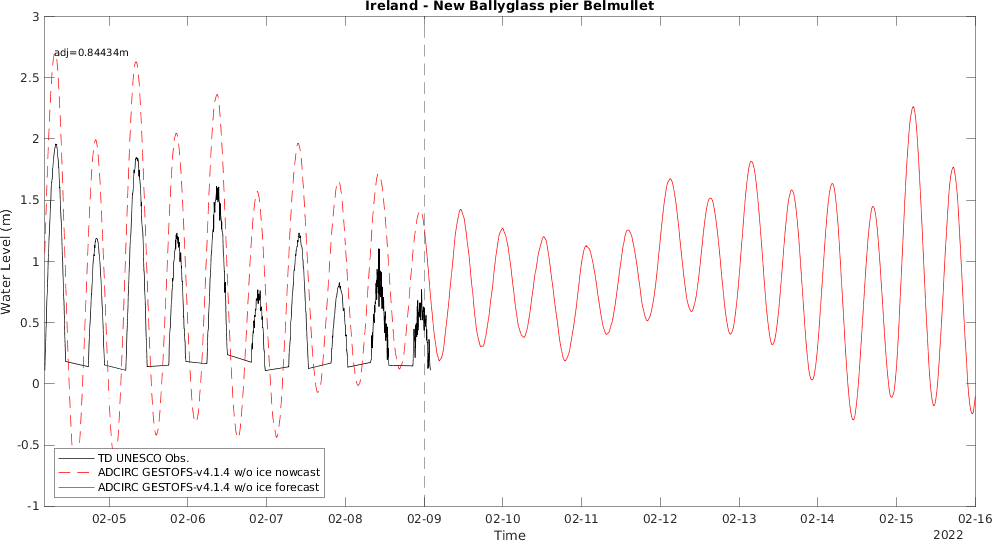 Ireland - New Ballyglass pier Belmullet
adj=0.84434m
3
2.5
2
1.5
1
0.5
0
-0.5
-1
Water Level (m)
TD UNESCO Obs.
ADCIRC GESTOFS-v4.1.4 w/o ice nowcast
ADCIRC GESTOFS-v4.1.4 w/o ice forecast
02-05 02-06 02-07 02-08 02-09 02-10 02-11 02-12 02-13 02-14 02-15 02-16
Time
2022